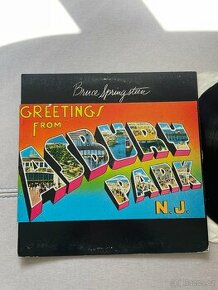 Bruce Springsteen
GREETINGS
FROM
ASBURY
PARK
N.J.